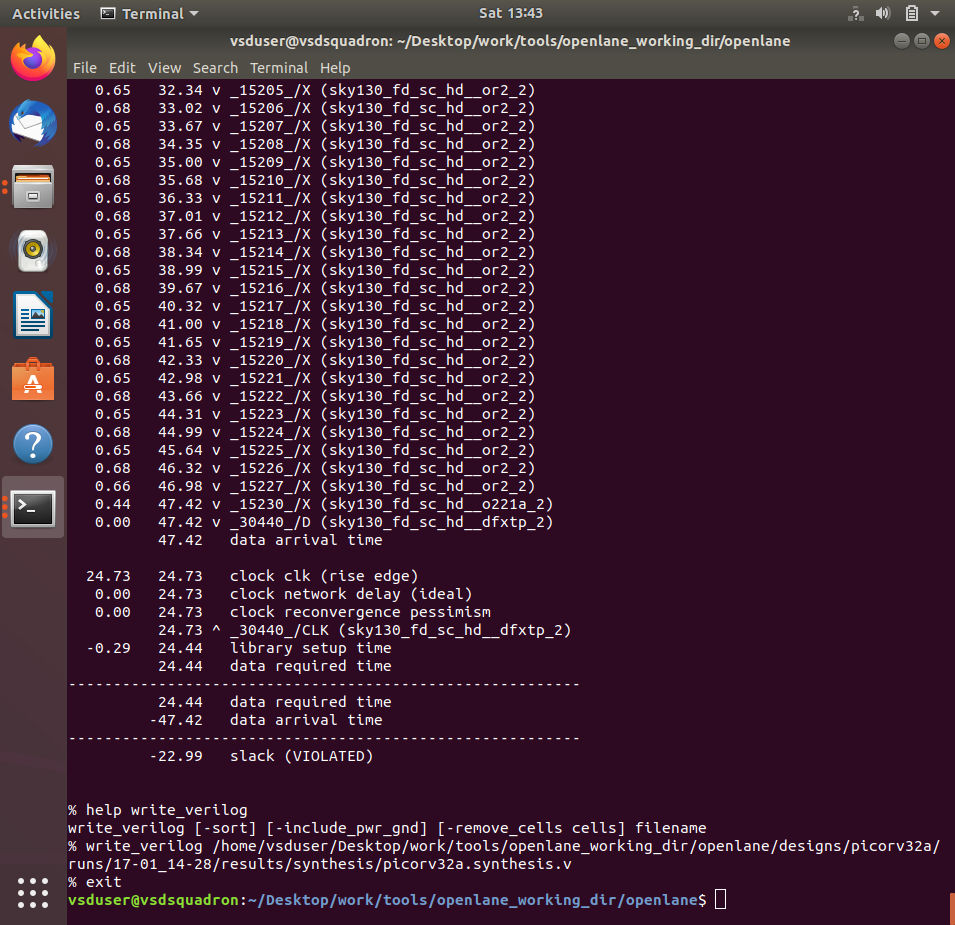 Activities Terminal Sat 13:43
vsduser@vsdsquadron: ~/Desktop/work/tools/openlane_working_dir/openlane
File Edit View Search Terminal Help
0.65 32.34 v _15205_/X (sky130_fd_sc_hd__or2_2)
0.68 33.02 v _15206_/X (sky130_fd_sc_hd__or2_2)
0.65 33.67 v _15207_/X (sky130_fd_sc_hd__or2_2)
0.68 34.35 v _15208_/X (sky130_fd_sc_hd__or2_2)
0.65 35.00 v _15209_/X (sky130_fd_sc_hd__or2_2)
0.68 35.68 v _15210_/X (sky130_fd_sc_hd__or2_2)
0.65 36.33 v _15211_/X (sky130_fd_sc_hd__or2_2)
0.68 37.01 v _15212_/X (sky130_fd_sc_hd__or2_2)
0.65 37.66 v _15213_/X (sky130_fd_sc_hd__or2_2)
0.68 38.34 v _15214_/X (sky130_fd_sc_hd__or2_2)
0.65 38.99 v _15215_/X (sky130_fd_sc_hd__or2_2)
0.68 39.67 v _15216_/X (sky130_fd_sc_hd__or2_2)
0.65 40.32 v _15217_/X (sky130_fd_sc_hd__or2_2)
0.68 41.00 v _15218_/X (sky130_fd_sc_hd__or2_2)
0.65 41.65 v _15219_/X (sky130_fd_sc_hd__or2_2)
0.68 42.33 v _15220_/X (sky130_fd_sc_hd__or2_2)
0.65 42.98 v _15221_/X (sky130_fd_sc_hd__or2_2)
0.68 43.66 v _15222_/X (sky130_fd_sc_hd__or2_2)
0.65 44.31 v _15223_/X (sky130_fd_sc_hd__or2_2)
0.68 44.99 v _15224_/X (sky130_fd_sc_hd__or2_2)
0.65 45.64 v _15225_/X (sky130_fd_sc_hd__or2_2)
0.68 46.32 v _15226_/X (sky130_fd_sc_hd__or2_2)
0.66 46.98 v _15227_/X (sky130_fd_sc_hd__or2_2)
0.44 47.42 v _15230_/X (sky130_fd_sc_hd__o221a_2)
0.00 47.42 v _30440_/D (sky130_fd_sc_hd__dfxtp_2)
47.42 data arrival time
24.73 24.73 clock clk (rise edge)
0.00 24.73 clock network delay (ideal)
0.00 24.73 clock reconvergence pessimism
24.73 ^ _30440_/CLK (sky130_fd_sc_hd__dfxtp_2)
-0.29 24.44 library setup time
24.44 data required time
---------------------------------------------------------
24.44 data required time
-47.42 data arrival time
---------------------------------------------------------
-22.99 slack (VIOLATED)
% help write_verilog
write_verilog [-sort] [-include_pwr_gnd] [-remove_cells cells] filename
% write_verilog /home/vsduser/Desktop/work/tools/openlane_working_dir/openlane/designs/picorv32a/
runs/17-01_14-28/results/synthesis/picorv32a.synthesis.v
% exit
vsduser@vsdsquadron:~/Desktop/work/tools/openlane_working_dir/openlane$